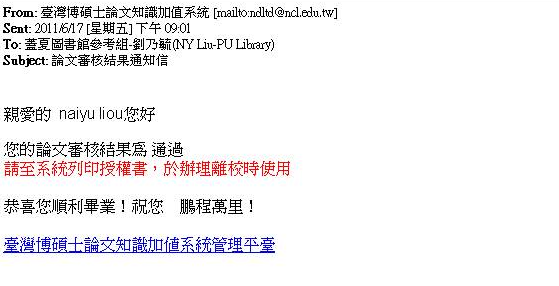 From: 臺灣博碩士論文知識加值系統 [mailto:ndltd@ncl.edu.tw]
Sent: 2011/6/17 [星期五] 下午 09:01
To: 蓋夏圖書館參考組-劉乃毓(NY Liu-PU Library)
Subject: 論文審核結果通知信
親愛的 naiyu liou您好
您的論文審核結果為 通過
請至系統列印授權書，於辦理離校時使用
恭喜您順利畢業！祝您　鵬程萬里！
臺灣博碩士論文知識加值系統管理平臺